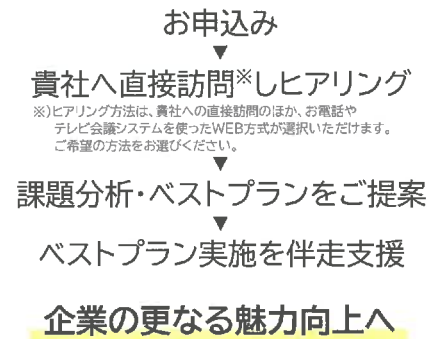 お申込み
▼
貴社へ直接訪問※しヒアリング
※)ヒアリング方法は、貴社への直接訪問のほか、お電話や
テレビ会議システムを使ったWEB方式が選択いただけます。
ご希望の方法をお選びください。
▼
課題分析・ベストプランをご提案
▼
ベストプラン実施を伴走支援
企業の更なる魅力向上へ